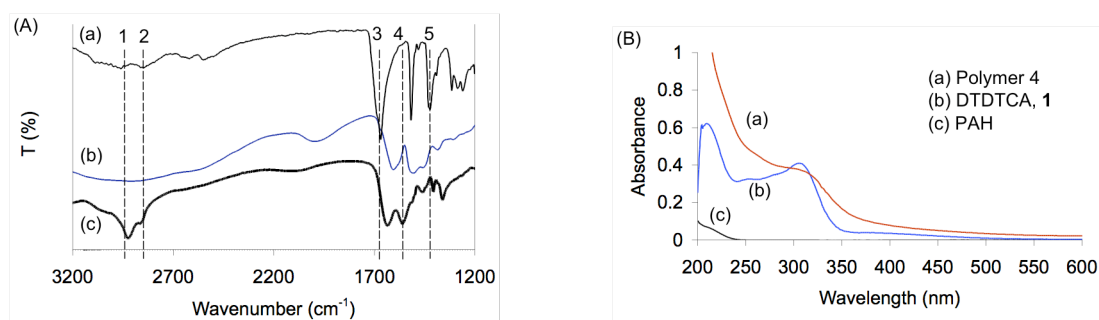 (A)
1 2 3 4 5
(a)
(b)
(c)
T (%)
3200 2700 2200 1700 1200
Wavenumber (cm-1)
(B)
1
0.8
0.6
0.4
0.2
0
Absorbance
(a) Polymer 4
(b) DTDTCA, 1
(c) PAH
(a)
(b)
(c)
200 250 300 350 400 450 500 550 600
Wavelength (nm)